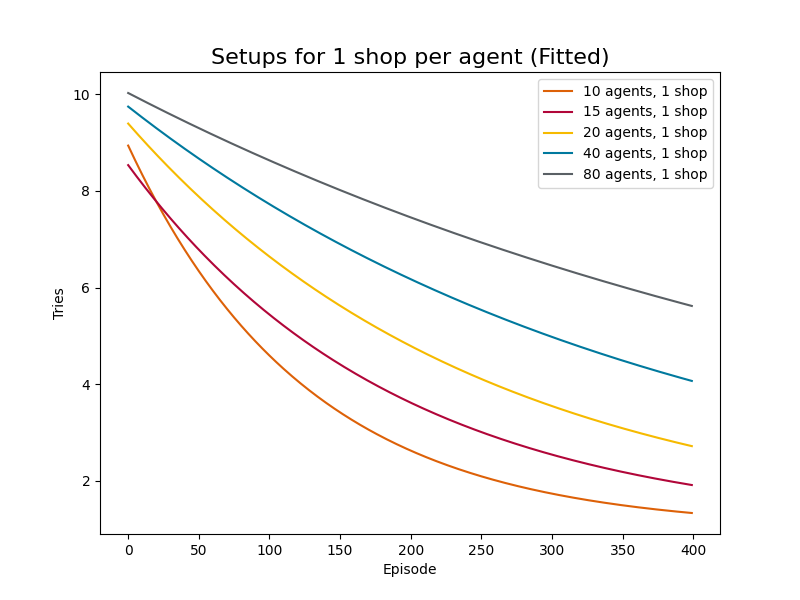 Setups for 1 shop per agent (Fitted)
10 agents, 1 shop
15 agents, 1 shop
20 agents, 1 shop
40 agents, 1 shop
80 agents, 1 shop
10
8
6
4
2
Tries
0 50 100 150 200 250 300 350 400
Episode